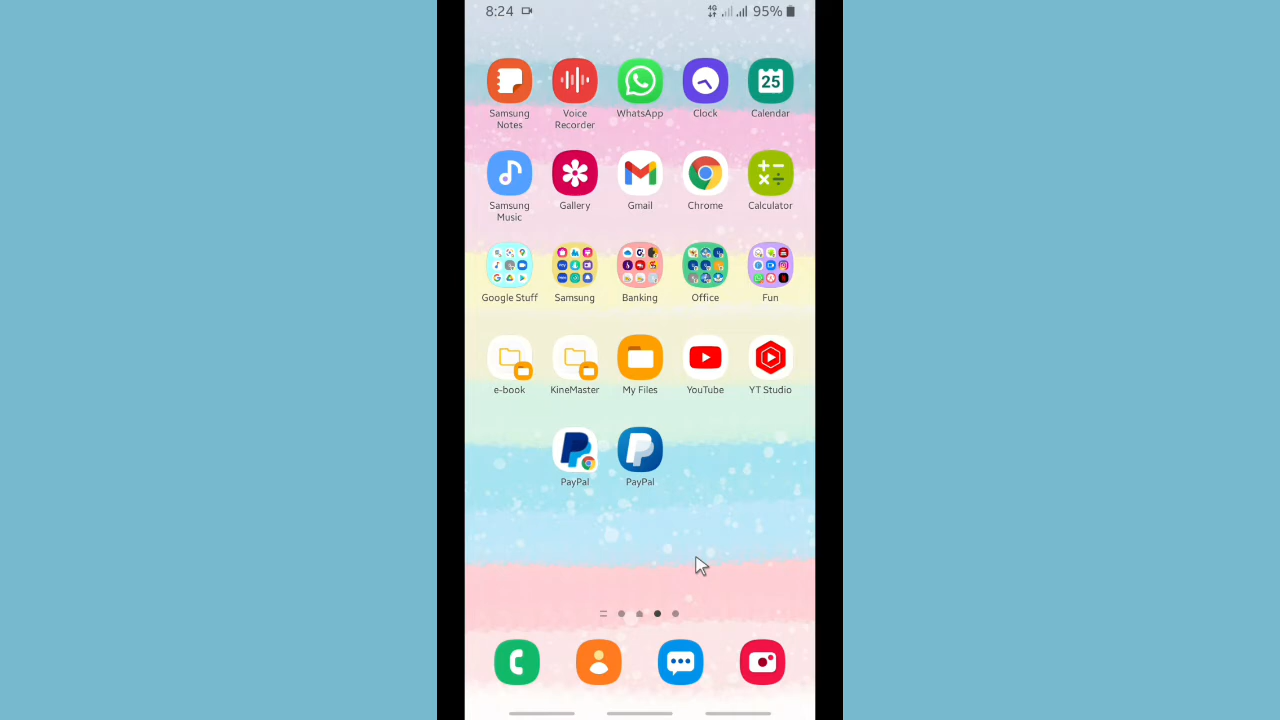 8:24 4G 95%
Samsung Notes
Voice Recorder
WhatsApp
Clock
25
Calendar
Samsung Music
Gallery
Gmail
Chrome
Calculator
Google Stuff
Samsung
Banking
Office
Fun
e-book
KineMaster
My Files
YouTube
YT Studio
PayPal
PayPal